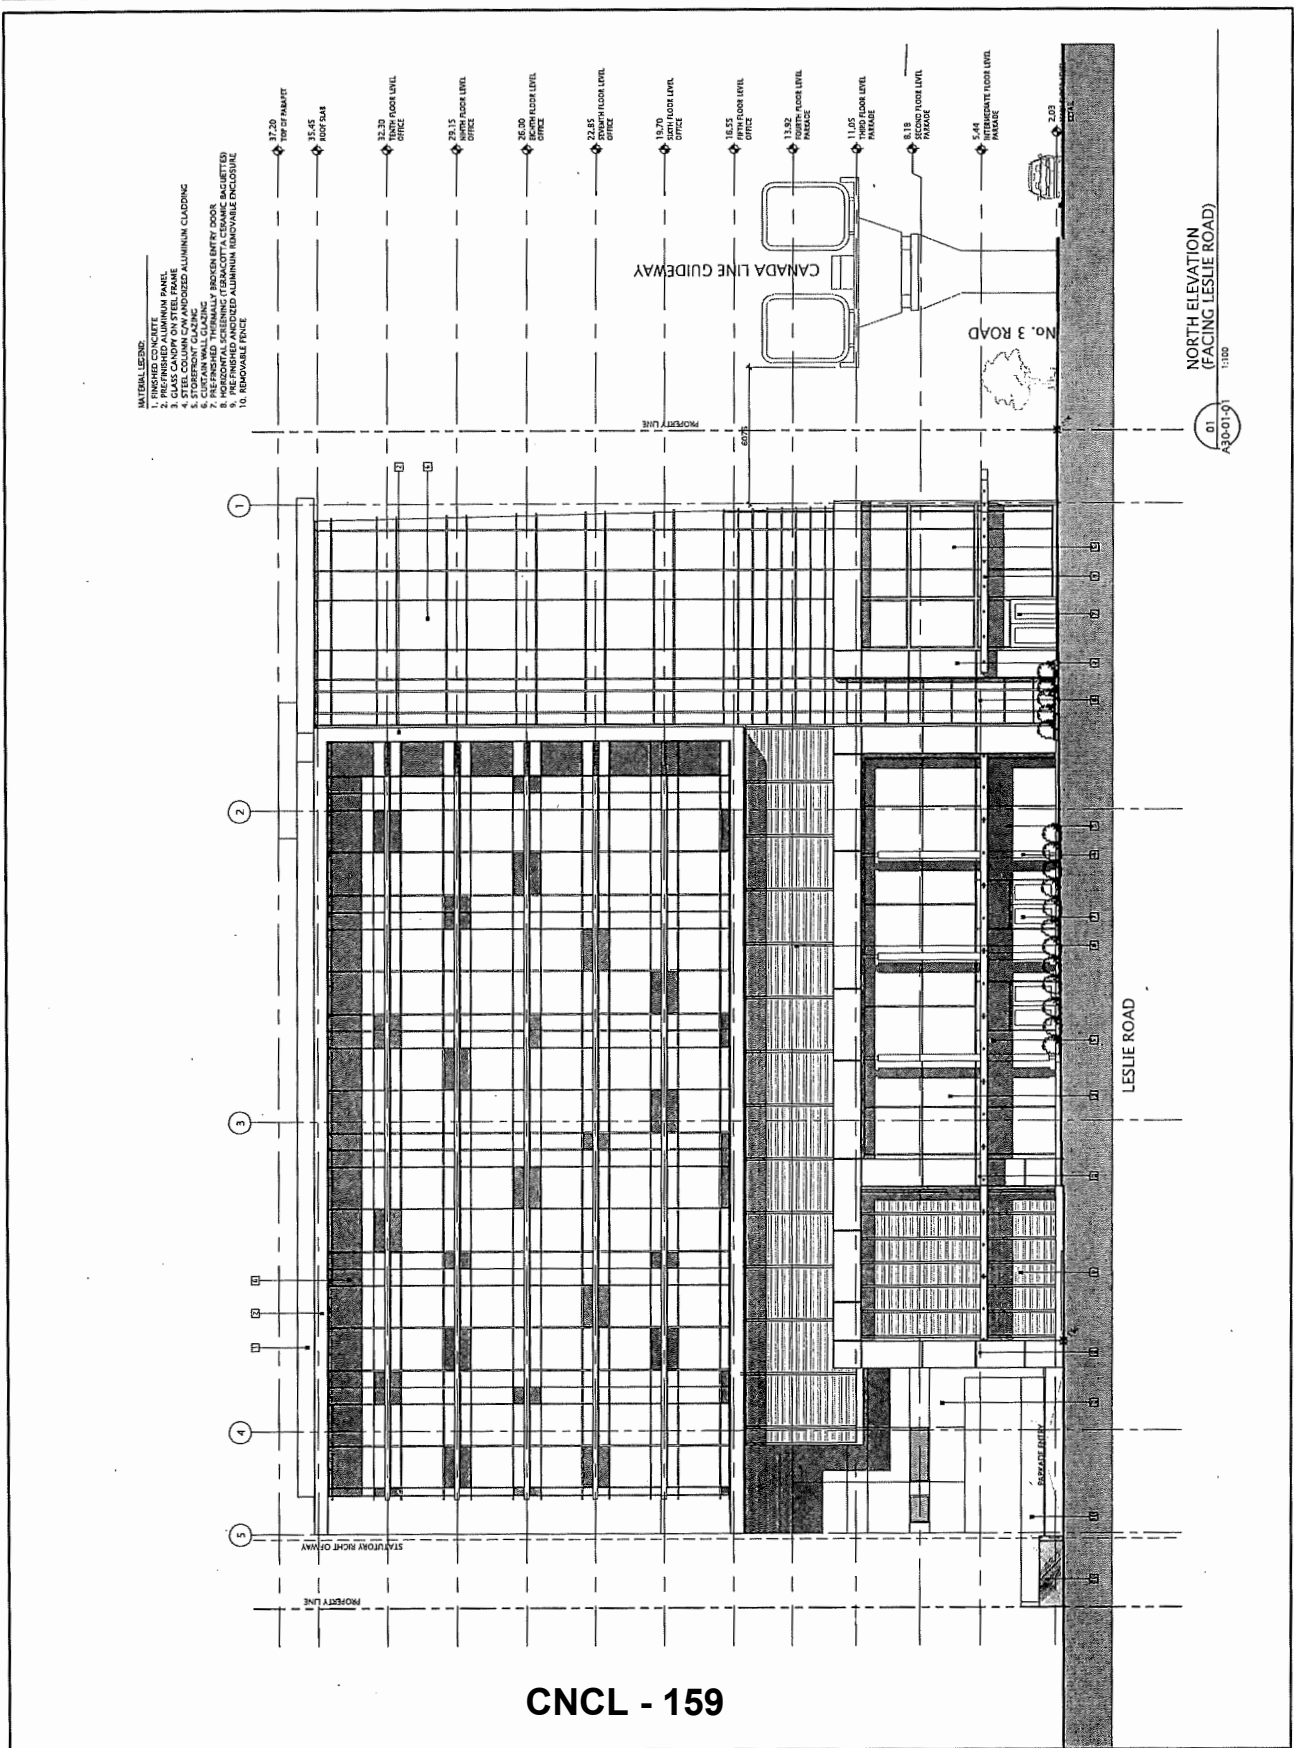 MATERIAL LEGEND:
1. FINISHED CONCRETE
2. PRE-FINISHED ALUMINUM PANEL
3. GLASS CANOPY ON STEEL FRAME
4. STEEL COLUMN C/W ANODIZED ALUMINUM CLADDING
5. STOREFRONT GLAZING
6. CURTAIN WALL GLAZING
7. PRE-FINISHED THERMALLY BROKEN ENTRY DOOR
8. HORIZONTAL SCREENING (TERRACOTTA CERAMIC BAGUETTES)
9. PRE-FINISHED ANODIZED ALUMINUM REMOVABLE ENCLOSURE
10. REMOVABLE FENCE
37.20
TOP OF PARAPET
35.45
ROOF SLAB
32.30
TENTH FLOOR LEVEL
OFFICE
29.15
NINTH FLOOR LEVEL
OFFICE
26.00
EIGHTH FLOOR LEVEL
OFFICE
22.85
SEVENTH FLOOR LEVEL
OFFICE
19.70
SIXTH FLOOR LEVEL
OFFICE
16.55
FIFTH FLOOR LEVEL
OFFICE
13.92
FOURTH FLOOR LEVEL
PARKADE
11.05
THIRD FLOOR LEVEL
PARKADE
8.18
SECOND FLOOR LEVEL
PARKADE
5.44
INTERMEDIATE FLOOR LEVEL
PARKADE
2.03
1
2
3
4
5
PROPERTY LINE
6075
CANADA LINE GUIDEWAY
No. 3 ROAD
STATUTORY RIGHT OF WAY
PROPERTY LINE
PARKADE ENTRY
LESLIE ROAD
01
A30-01-01
NORTH ELEVATION
(FACING LESLIE ROAD)
1:100
CNCL - 159